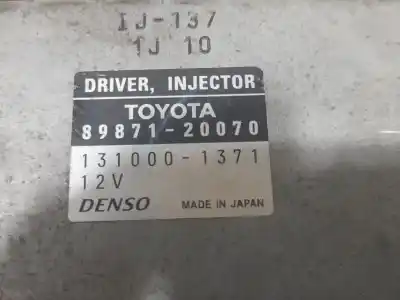 IJ-137
1J 10
DRIVER, INJECTOR
TOYOTA
89871-20070
131000-1371
12V
DENSO MADE IN JAPAN